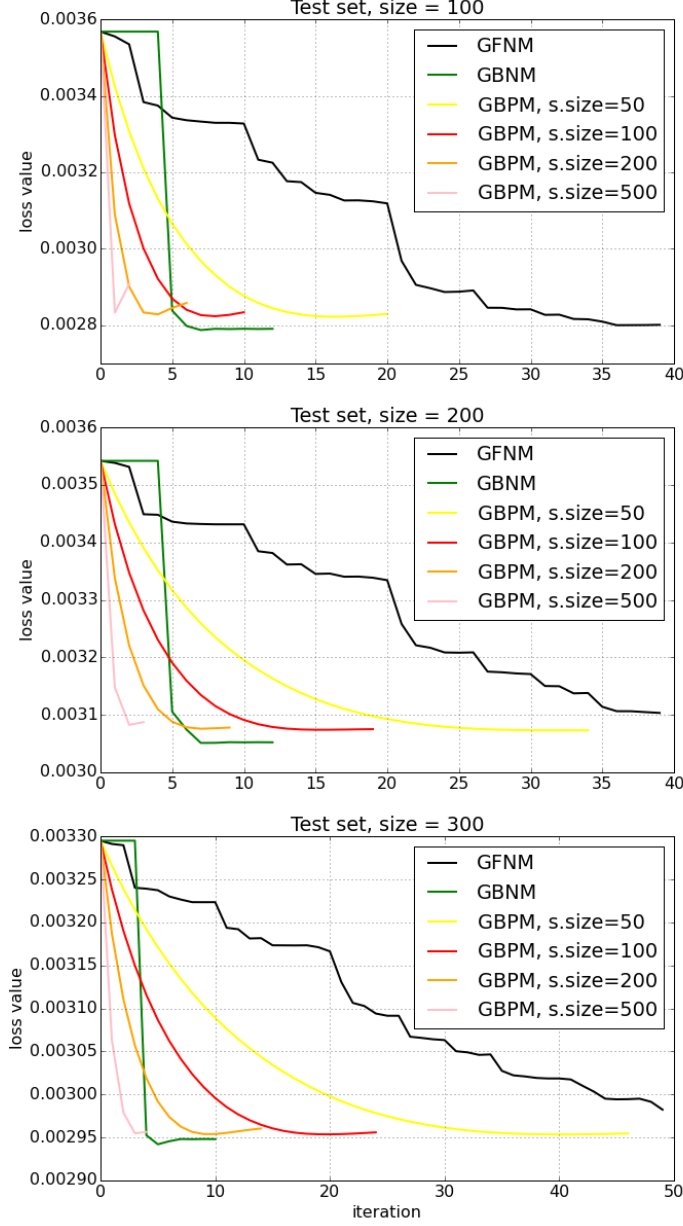 Test set, size = 100
0.0036
0.0034
0.0032
0.0030
0.0028
loss value
GFNM
GBNM
GBPM, s.size=50
GBPM, s.size=100
GBPM, s.size=200
GBPM, s.size=500
0 5 10 15 20 25 30 35 40
Test set, size = 200
0.0036
0.0035
0.0034
0.0033
0.0032
0.0031
0.0030
loss value
GFNM
GBNM
GBPM, s.size=50
GBPM, s.size=100
GBPM, s.size=200
GBPM, s.size=500
0 5 10 15 20 25 30 35 40
Test set, size = 300
0.00330
0.00325
0.00320
0.00315
0.00310
0.00305
0.00300
0.00295
0.00290
loss value
GFNM
GBNM
GBPM, s.size=50
GBPM, s.size=100
GBPM, s.size=200
GBPM, s.size=500
0 10 20 30 40 50
iteration